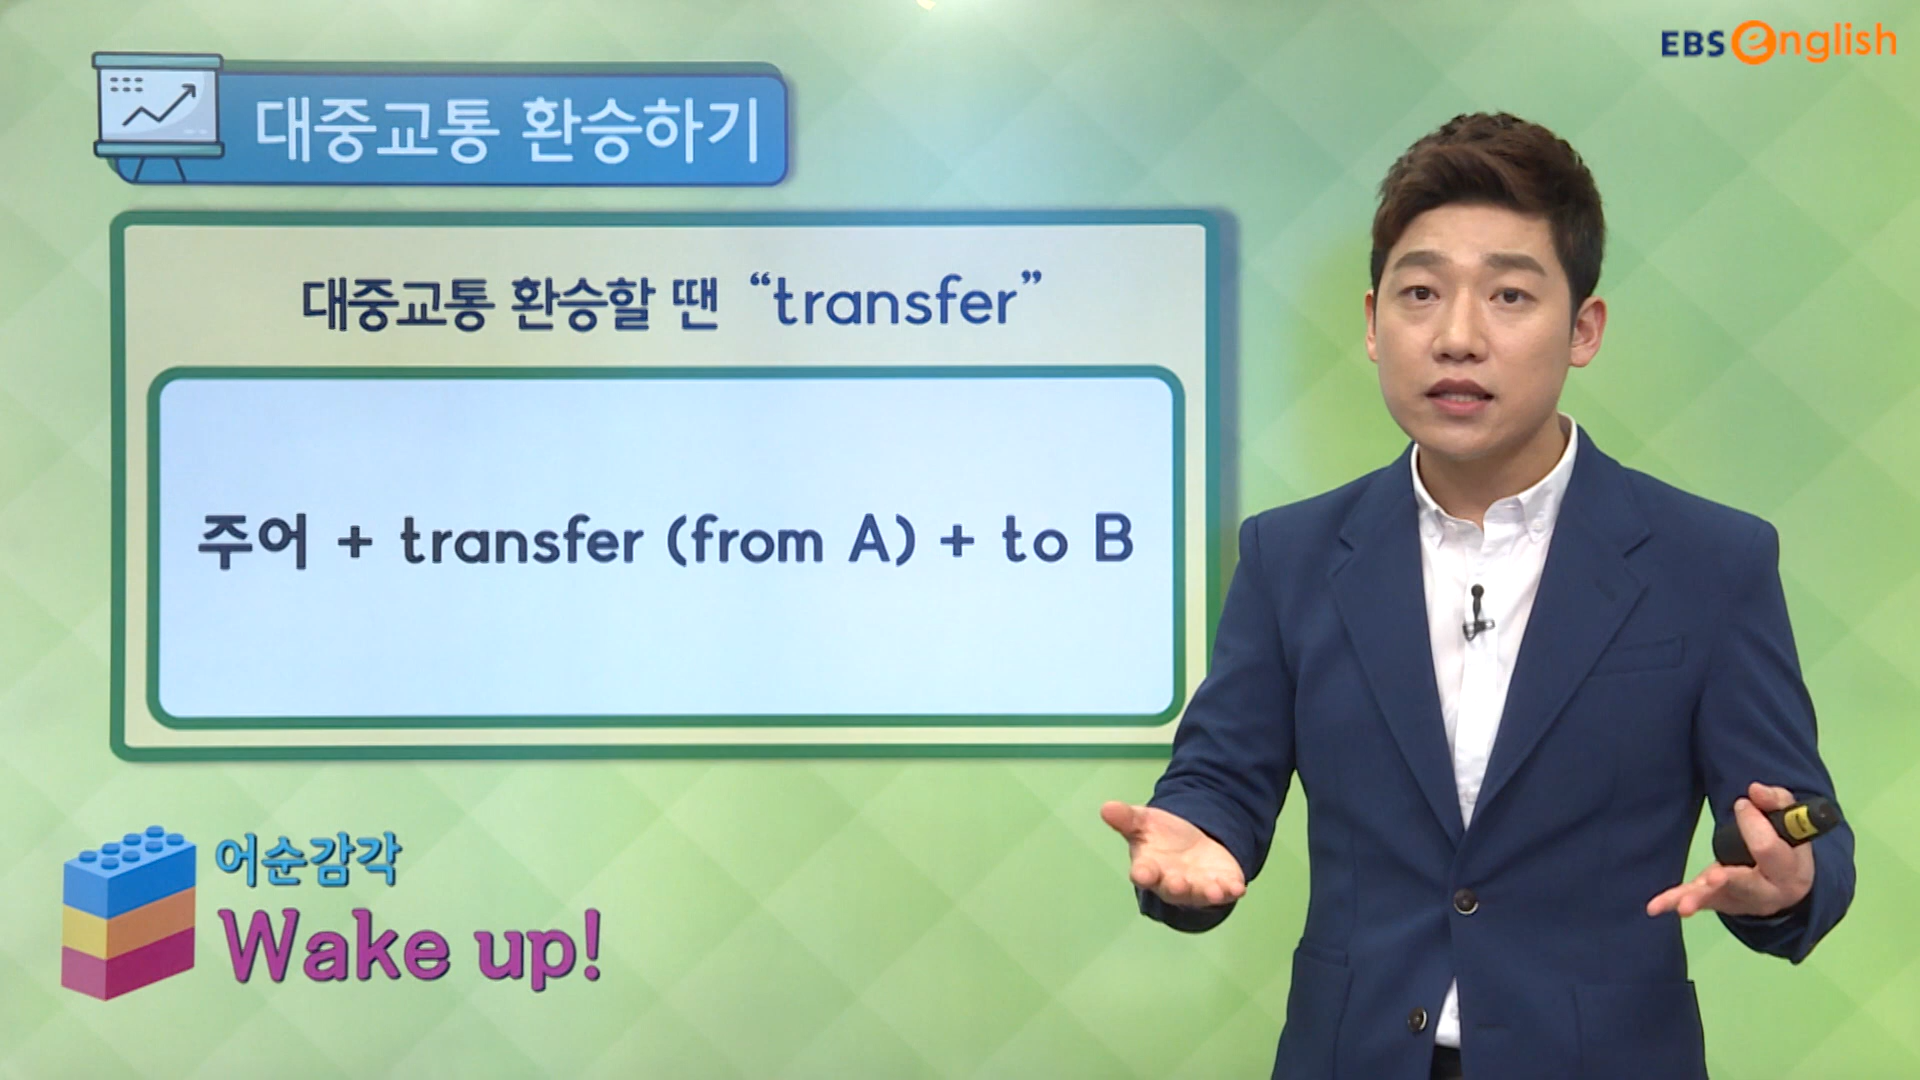 EBS english
대중교통 환승하기
대중교통 환승할 땐 “transfer”
주어 + transfer (from A) + to B
어순감각
Wake up!